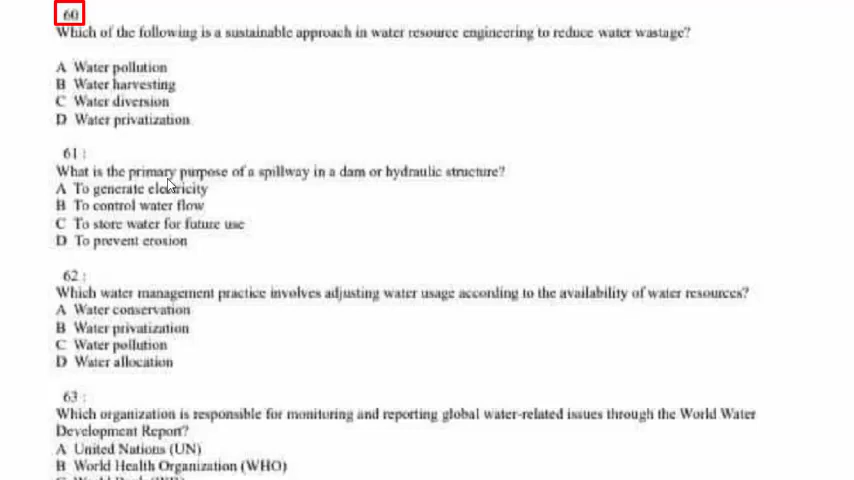 60
Which of the following is a sustainable approach in water resource engineering to reduce water wastage?
A Water pollution
B Water harvesting
C Water diversion
D Water privatization
61 :
What is the primary purpose of a spillway in a dam or hydraulic structure?
A To generate electricity
B To control water flow
C To store water for future use
D To prevent erosion
62 :
Which water management practice involves adjusting water usage according to the availability of water resources?
A Water conservation
B Water privatization
C Water pollution
D Water allocation
63 :
Which organization is responsible for monitoring and reporting global water-related issues through the World Water
Development Report?
A United Nations (UN)
B World Health Organization (WHO)